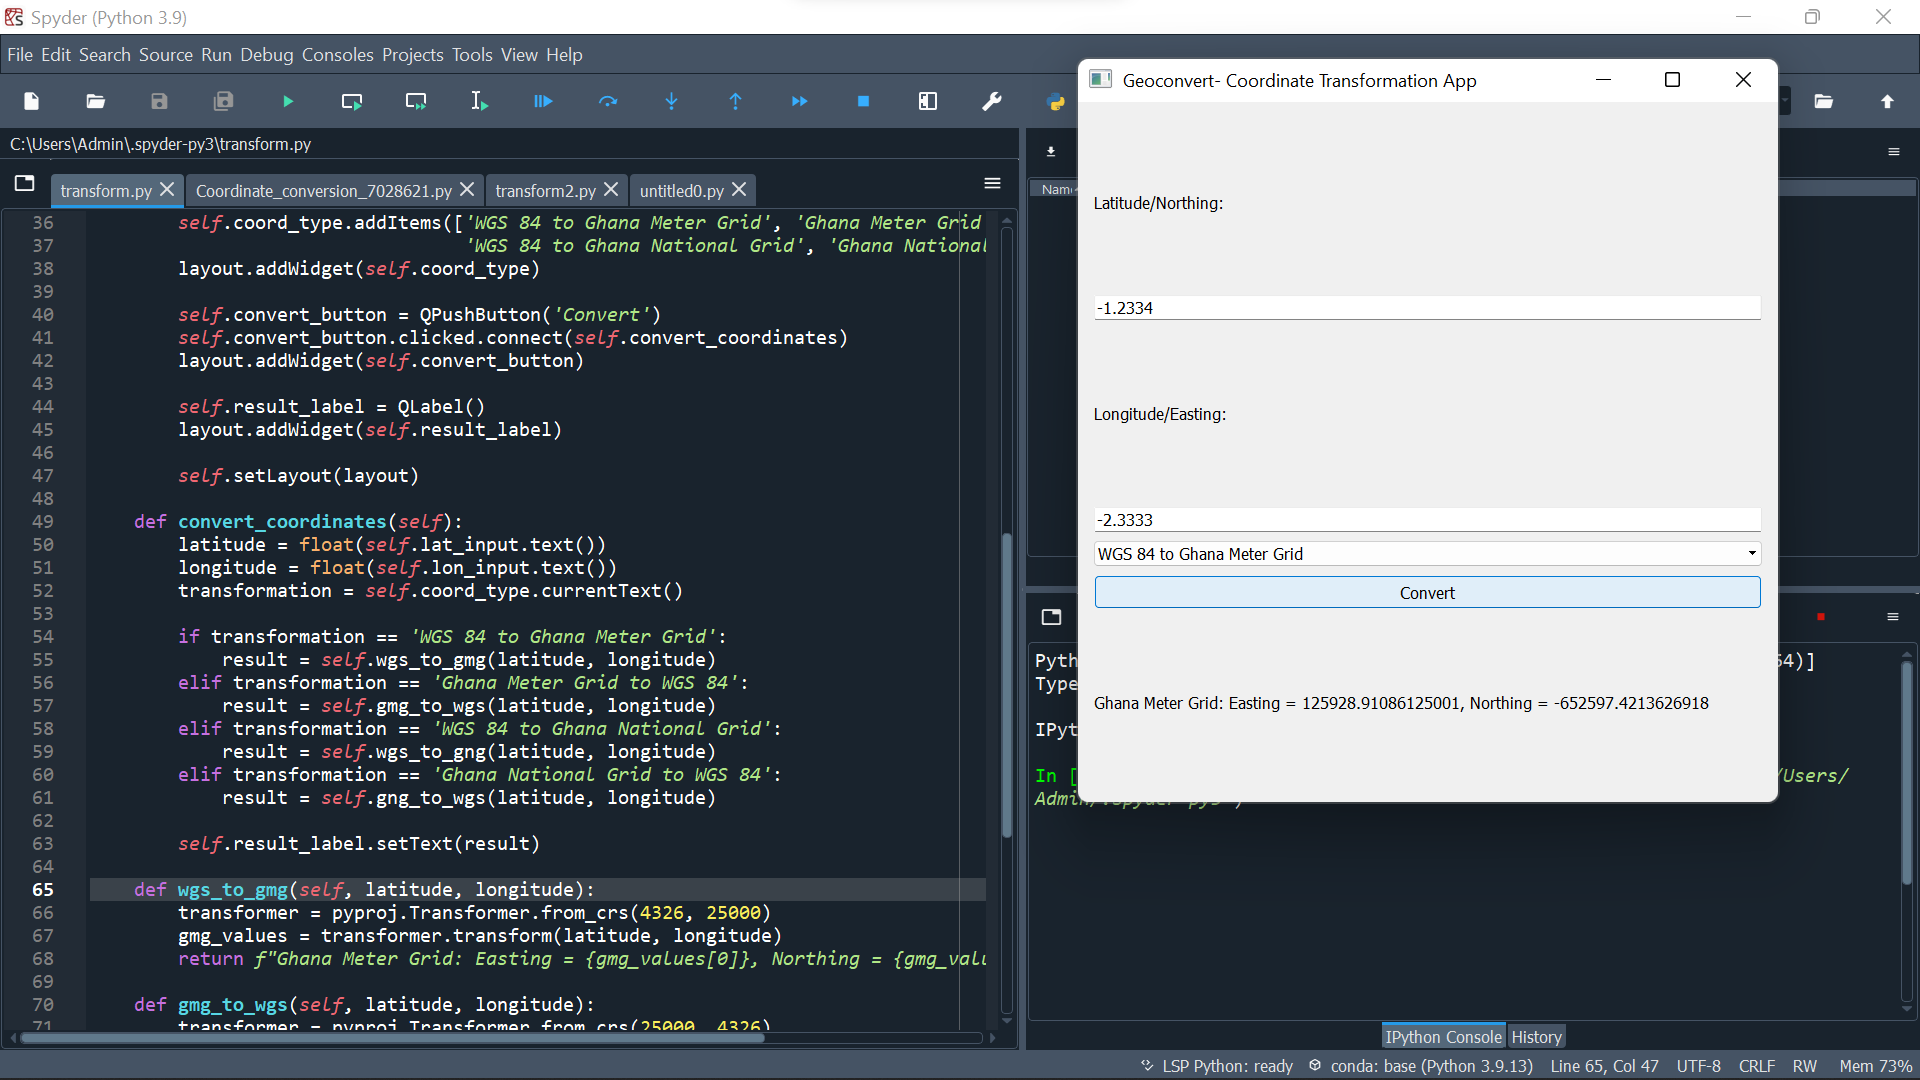 Spyder (Python 3.9)
File Edit Search Source Run Debug Consoles Projects Tools View Help
C:\Users\Admin\.spyder-py3\transform.py
transform.py Coordinate_conversion_7028621.py transform2.py untitled0.py
36 self.coord_type.addItems(['WGS 84 to Ghana Meter Grid', 'Ghana Meter Grid
37 'WGS 84 to Ghana National Grid', 'Ghana National
38 layout.addWidget(self.coord_type)
39
40 self.convert_button = QPushButton('Convert')
41 self.convert_button.clicked.connect(self.convert_coordinates)
42 layout.addWidget(self.convert_button)
43
44 self.result_label = QLabel()
45 layout.addWidget(self.result_label)
46
47 self.setLayout(layout)
48
49 def convert_coordinates(self):
50 latitude = float(self.lat_input.text())
51 longitude = float(self.lon_input.text())
52 transformation = self.coord_type.currentText()
53
54 if transformation == 'WGS 84 to Ghana Meter Grid':
55 result = self.wgs_to_gmg(latitude, longitude)
56 elif transformation == 'Ghana Meter Grid to WGS 84':
57 result = self.gmg_to_wgs(latitude, longitude)
58 elif transformation == 'WGS 84 to Ghana National Grid':
59 result = self.wgs_to_gng(latitude, longitude)
60 elif transformation == 'Ghana National Grid to WGS 84':
61 result = self.gng_to_wgs(latitude, longitude)
62
63 self.result_label.setText(result)
64
65 def wgs_to_gmg(self, latitude, longitude):
66 transformer = pyproj.Transformer.from_crs(4326, 25000)
67 gmg_values = transformer.transform(latitude, longitude)
68 return f"Ghana Meter Grid: Easting = {gmg_values[0]}, Northing = {gmg_valu
69
70 def gmg_to_wgs(self, latitude, longitude):
71 transformer = pyproj.Transformer.from_crs(25000, 4326)
Geoconvert- Coordinate Transformation App
Latitude/Northing:
-1.2334
Longitude/Easting:
-2.3333
WGS 84 to Ghana Meter Grid
Convert
Ghana Meter Grid: Easting = 125928.91086125001, Northing = -652597.4213626918
Name
Pyth 64)]
Type
IPyt
In [ /Users/
Admin/.spyder-py3')
IPython Console History
LSP Python: ready conda: base (Python 3.9.13) Line 65, Col 47 UTF-8 CRLF RW Mem 73%